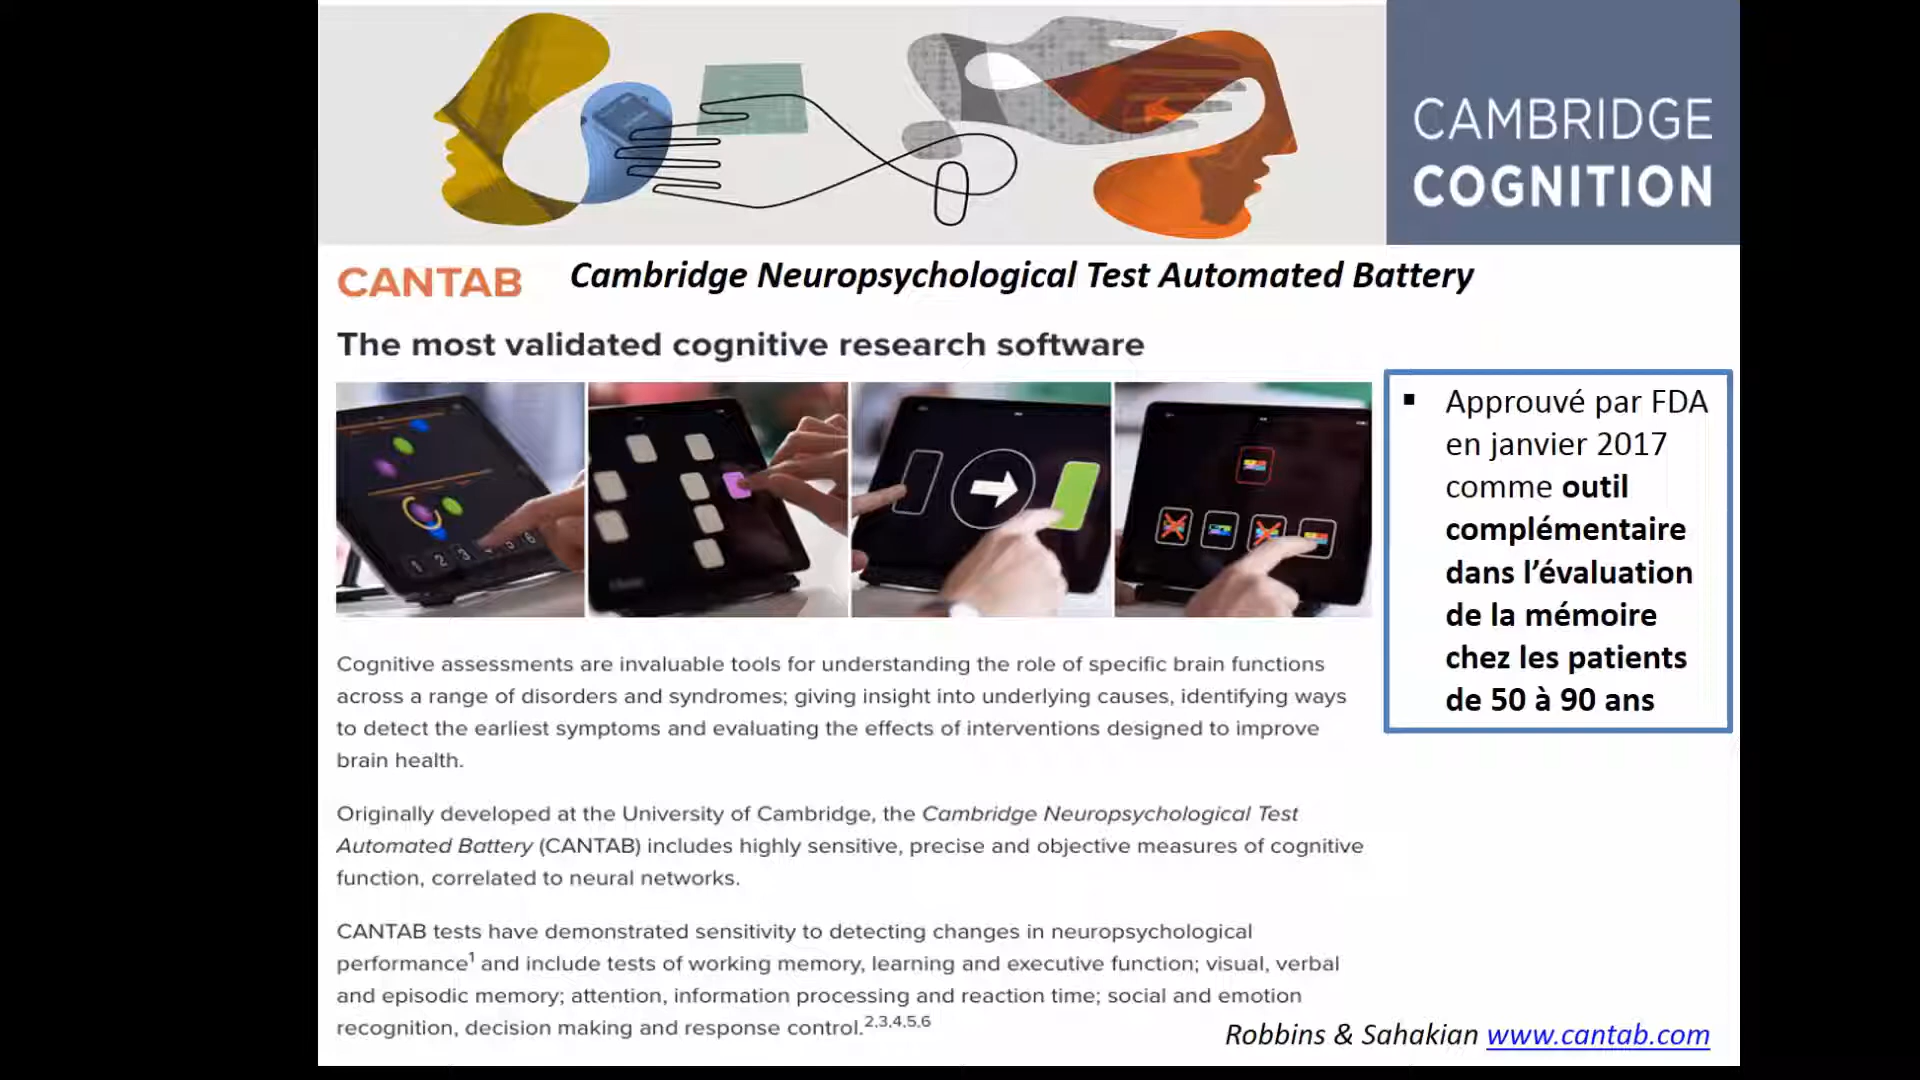 CAMBRIDGE
COGNITION
CANTAB
Cambridge Neuropsychological Test Automated Battery
The most validated cognitive research software
1 2 3 4 5 6
▪ Approuvé par FDA
en janvier 2017
comme outil
complémentaire
dans l’évaluation
de la mémoire
chez les patients
de 50 à 90 ans
Cognitive assessments are invaluable tools for understanding the role of specific brain functions
across a range of disorders and syndromes; giving insight into underlying causes, identifying ways
to detect the earliest symptoms and evaluating the effects of interventions designed to improve
brain health.
Originally developed at the University of Cambridge, the Cambridge Neuropsychological Test
Automated Battery (CANTAB) includes highly sensitive, precise and objective measures of cognitive
function, correlated to neural networks.
CANTAB tests have demonstrated sensitivity to detecting changes in neuropsychological
performance¹ and include tests of working memory, learning and executive function; visual, verbal
and episodic memory; attention, information processing and reaction time; social and emotion
recognition, decision making and response control.²,³,⁴,⁵,⁶
Robbins & Sahakian www.cantab.com